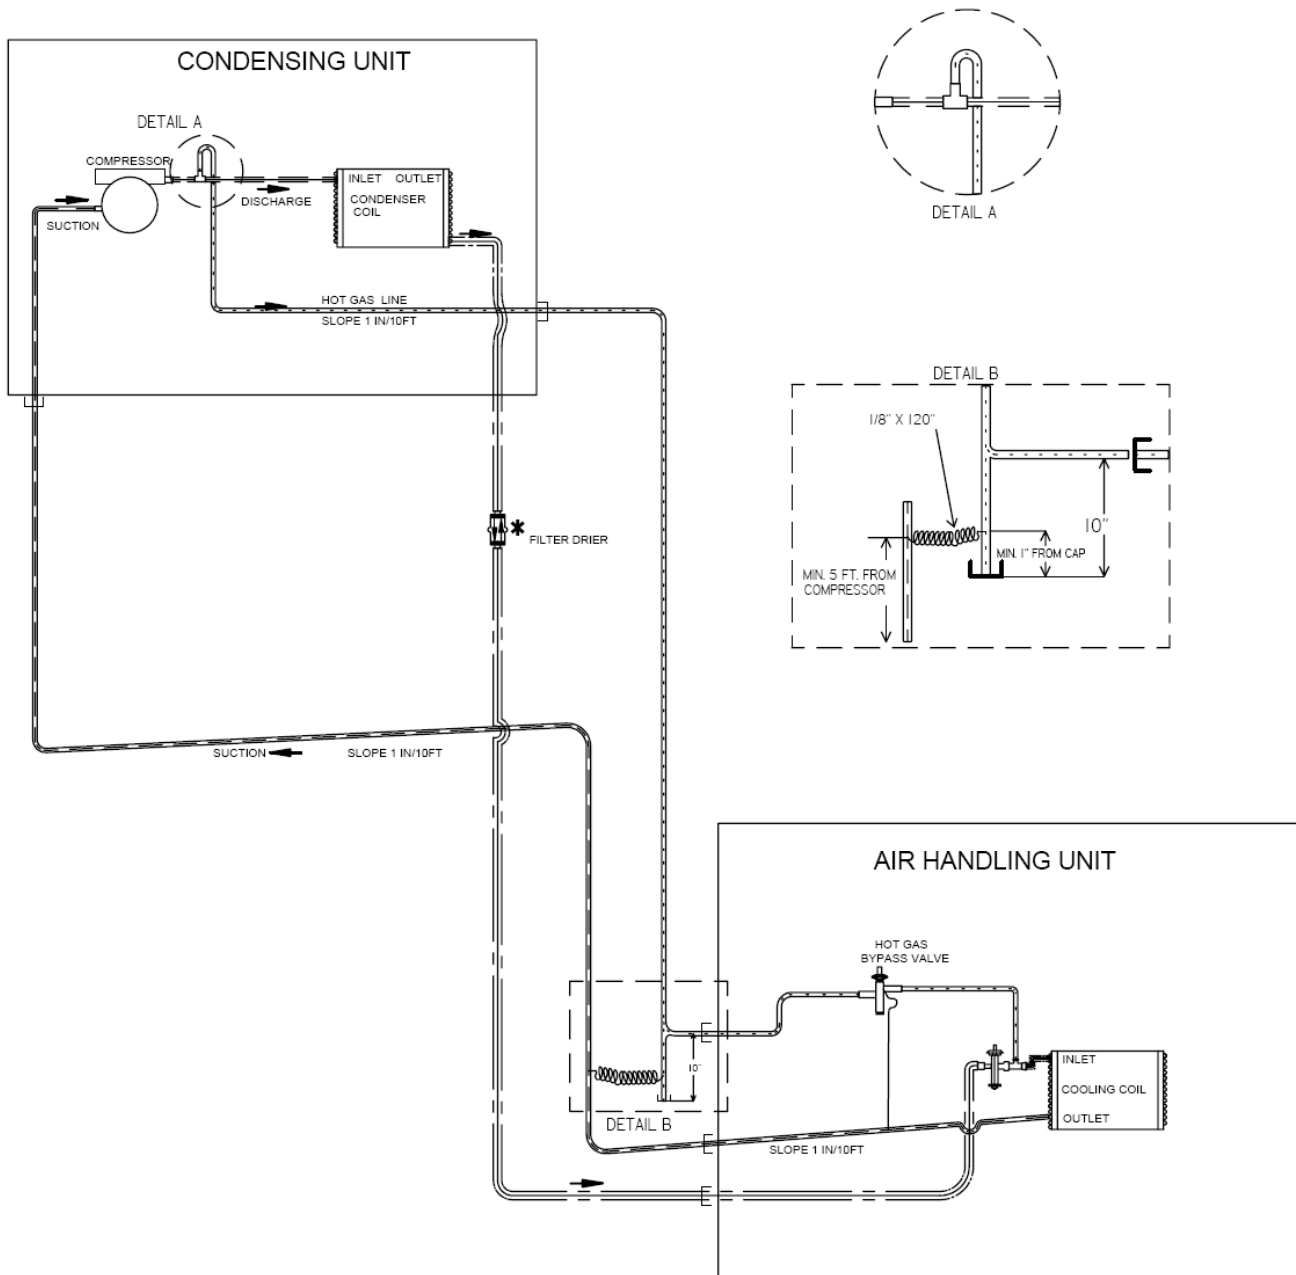 CONDENSING UNIT
DETAIL A
COMPRESSOR
INLET OUTLET
CONDENSER
COIL
DISCHARGE
SUCTION
HOT GAS LINE
SLOPE 1 IN/10FT
DETAIL A
DETAIL B
1/8" X 120"
10"
MIN. 1" FROM CAP
MIN. 5 FT. FROM
COMPRESSOR
* FILTER DRIER
SUCTION
SLOPE 1 IN/10FT
AIR HANDLING UNIT
HOT GAS
BYPASS VALVE
10"
DETAIL B
INLET
COOLING COIL
OUTLET
SLOPE 1 IN/10FT